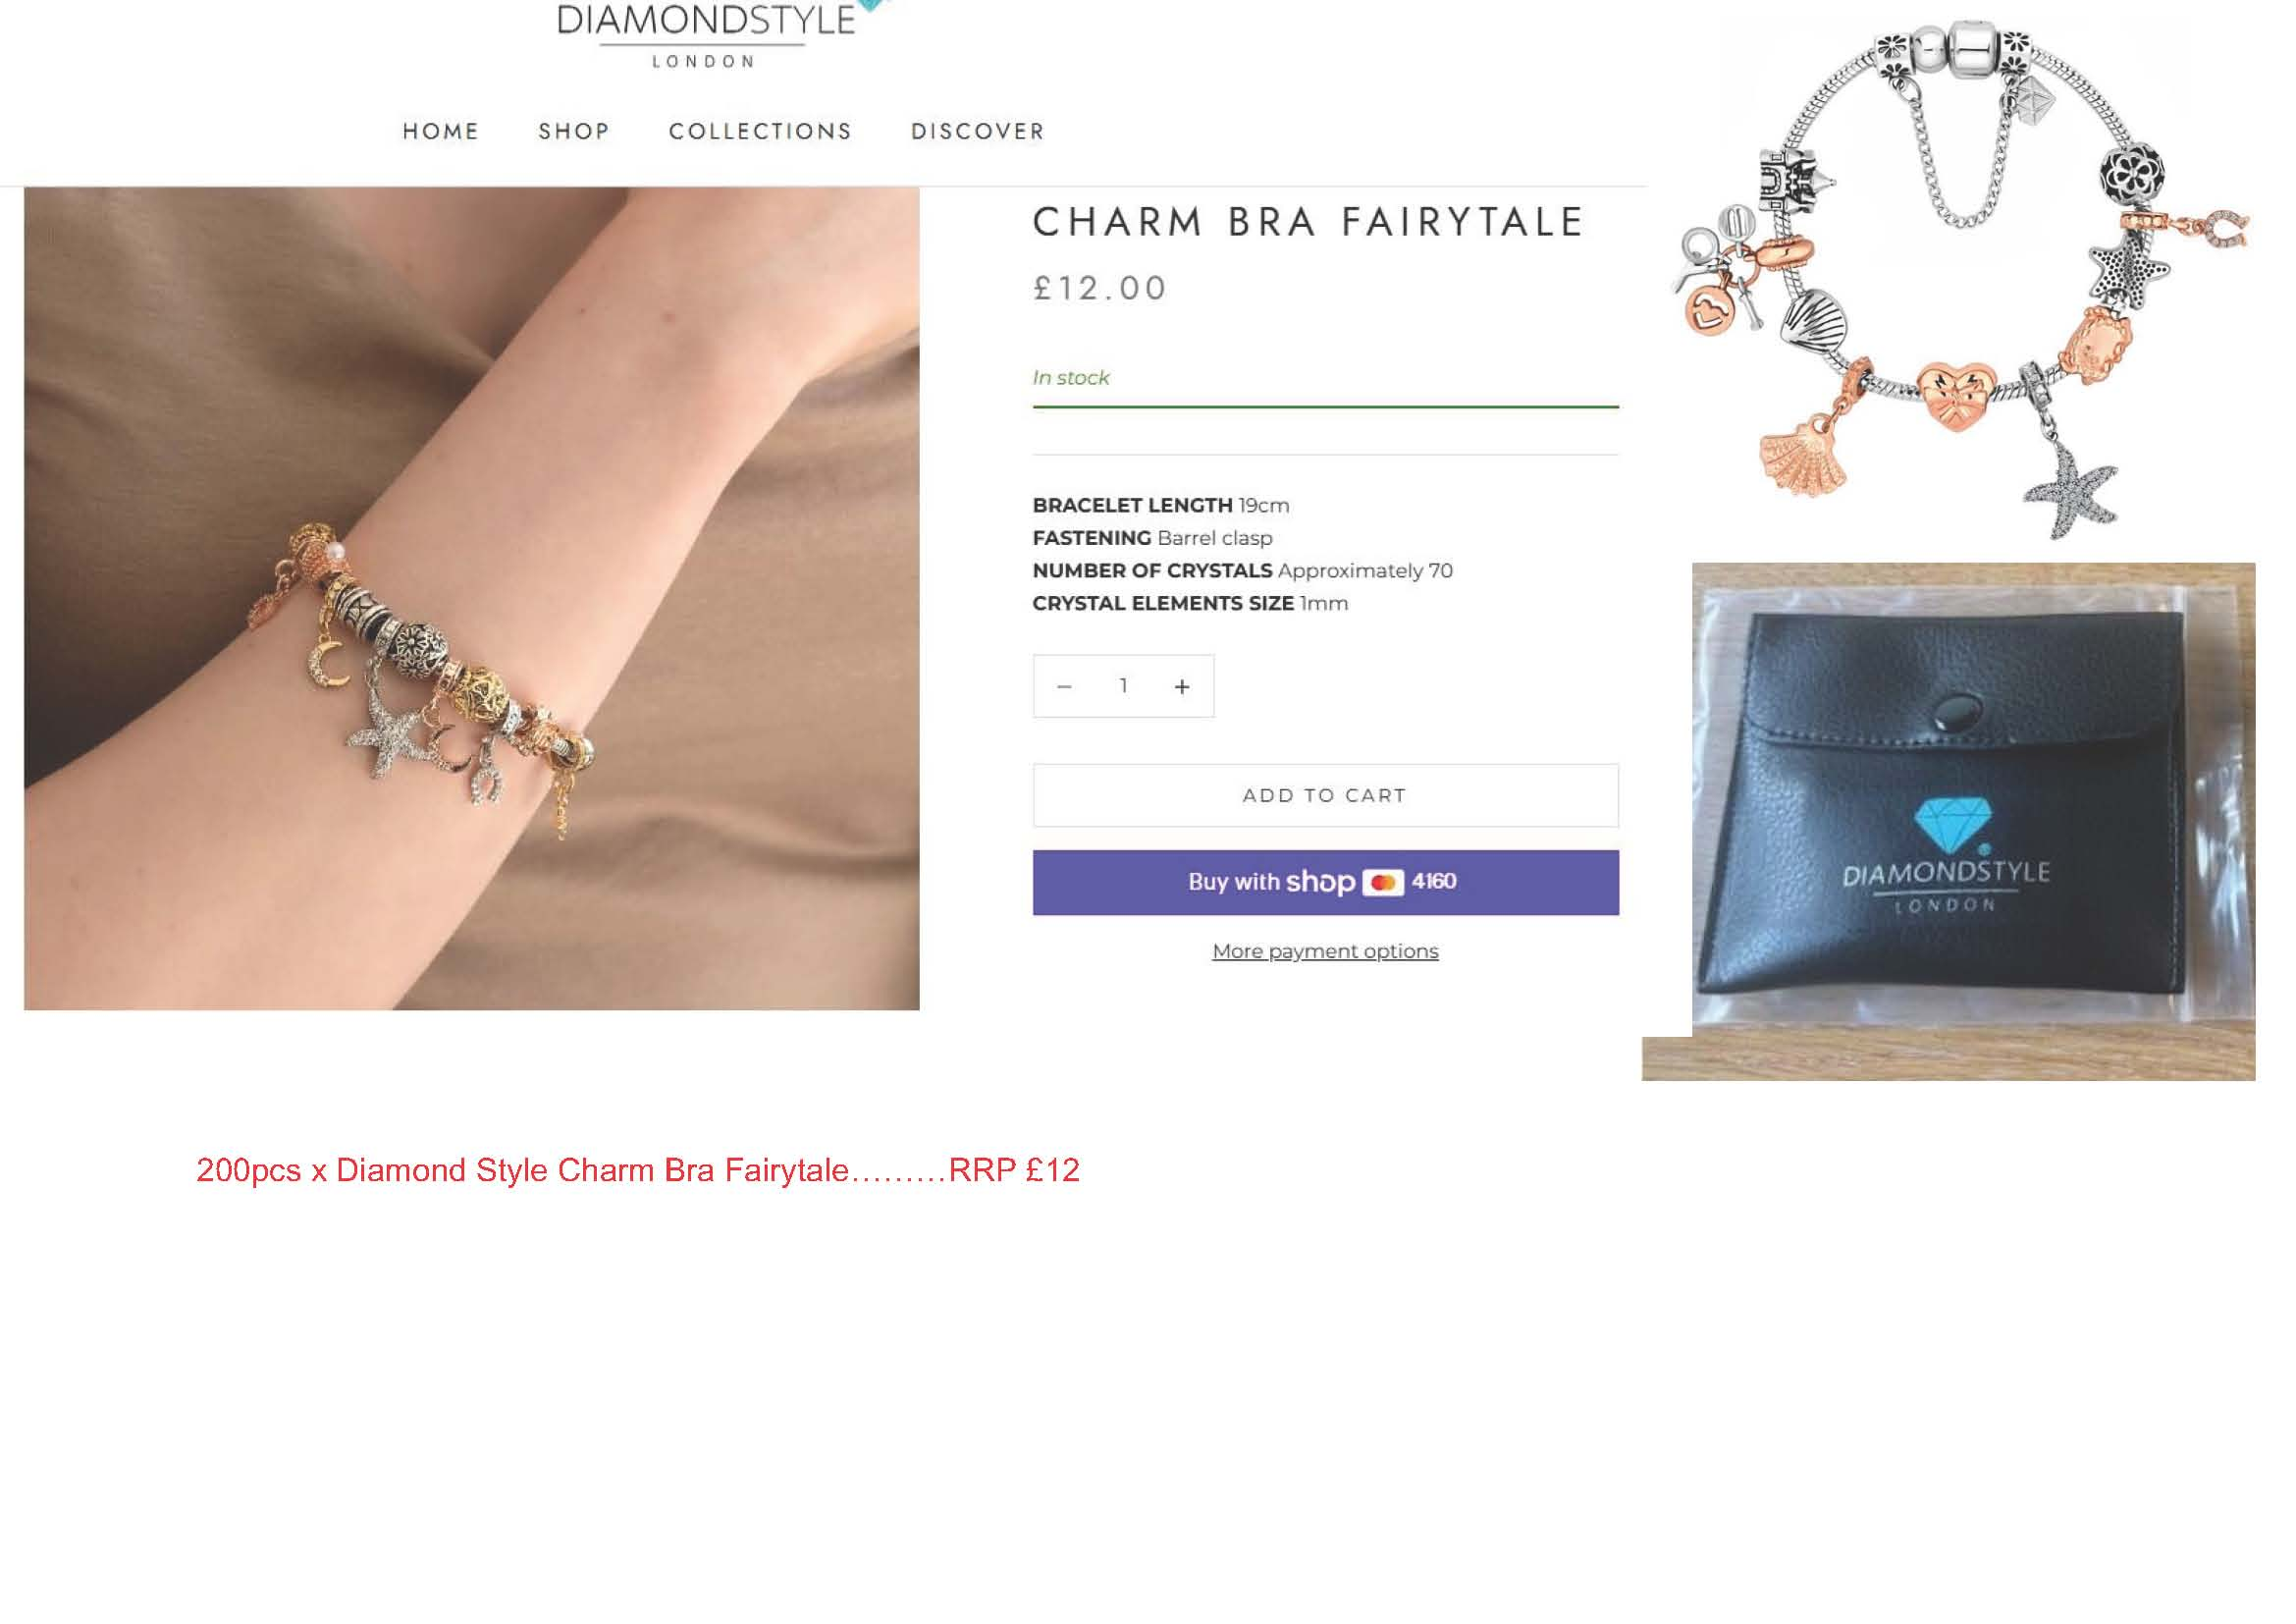 DIAMONDSTYLE
LONDON
HOME SHOP COLLECTIONS DISCOVER
CHARM BRA FAIRYTALE
£12.00
In stock
BRACELET LENGTH 19cm
FASTENING Barrel clasp
NUMBER OF CRYSTALS Approximately 70
CRYSTAL ELEMENTS SIZE 1mm
− 1 +
ADD TO CART
Buy with shop 4160
More payment options
DIAMONDSTYLE
LONDON
200pcs x Diamond Style Charm Bra Fairytale.........RRP £12